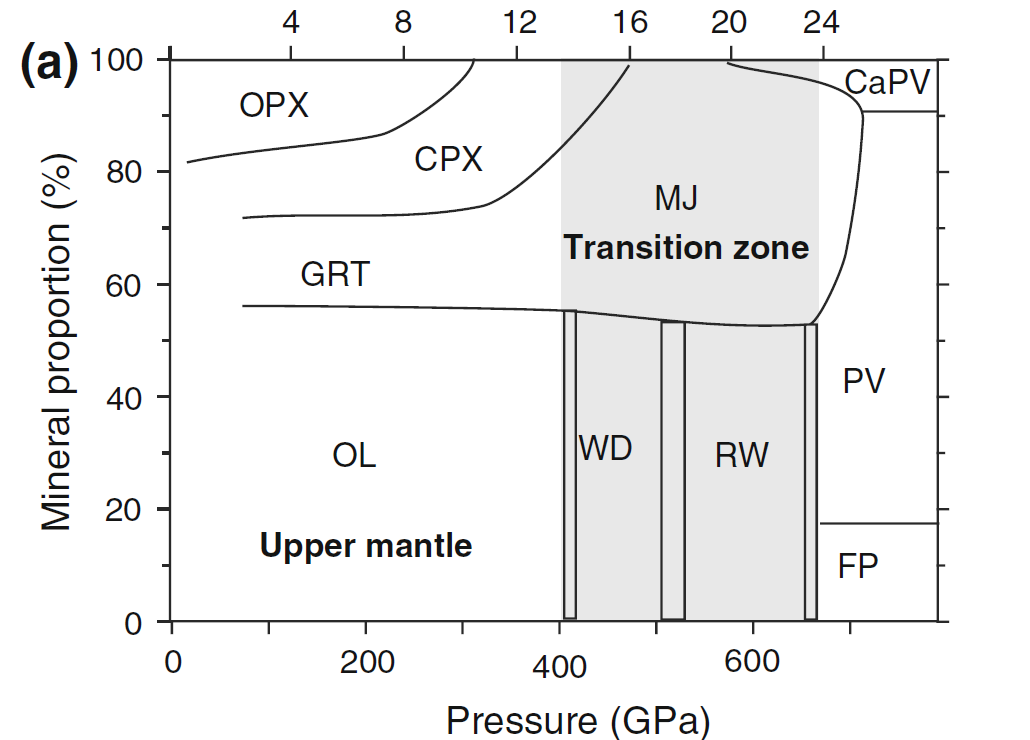 4 8 12 16 20 24
(a)
100
OPX
CaPV
CPX
80
MJ
Transition zone
GRT
60
PV
40
OL
WD
RW
20
Upper mantle
FP
0
Mineral proportion (%)
0 200 400 600
Pressure (GPa)